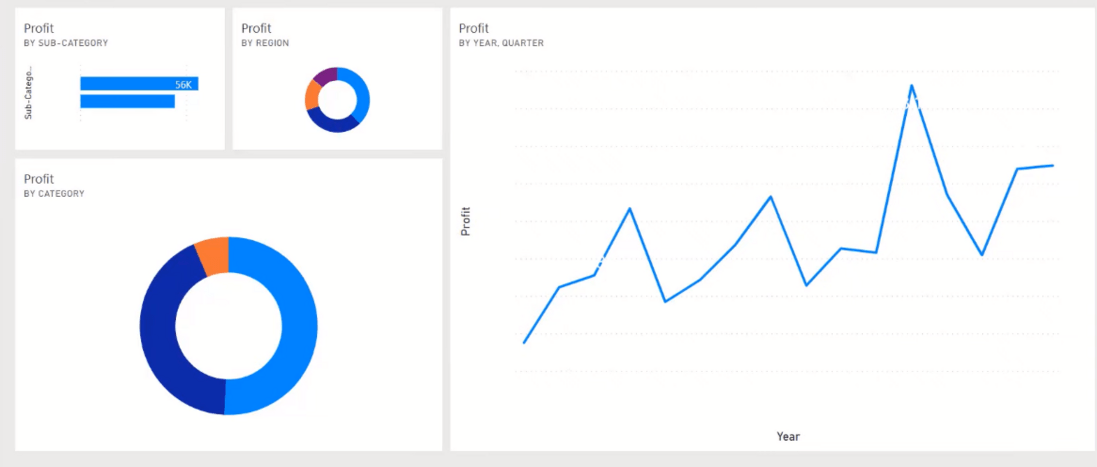 Profit
BY SUB-CATEGORY
Sub-Catego...
56K
Profit
BY REGION
Profit
BY CATEGORY
Profit
BY YEAR, QUARTER
Profit
Year